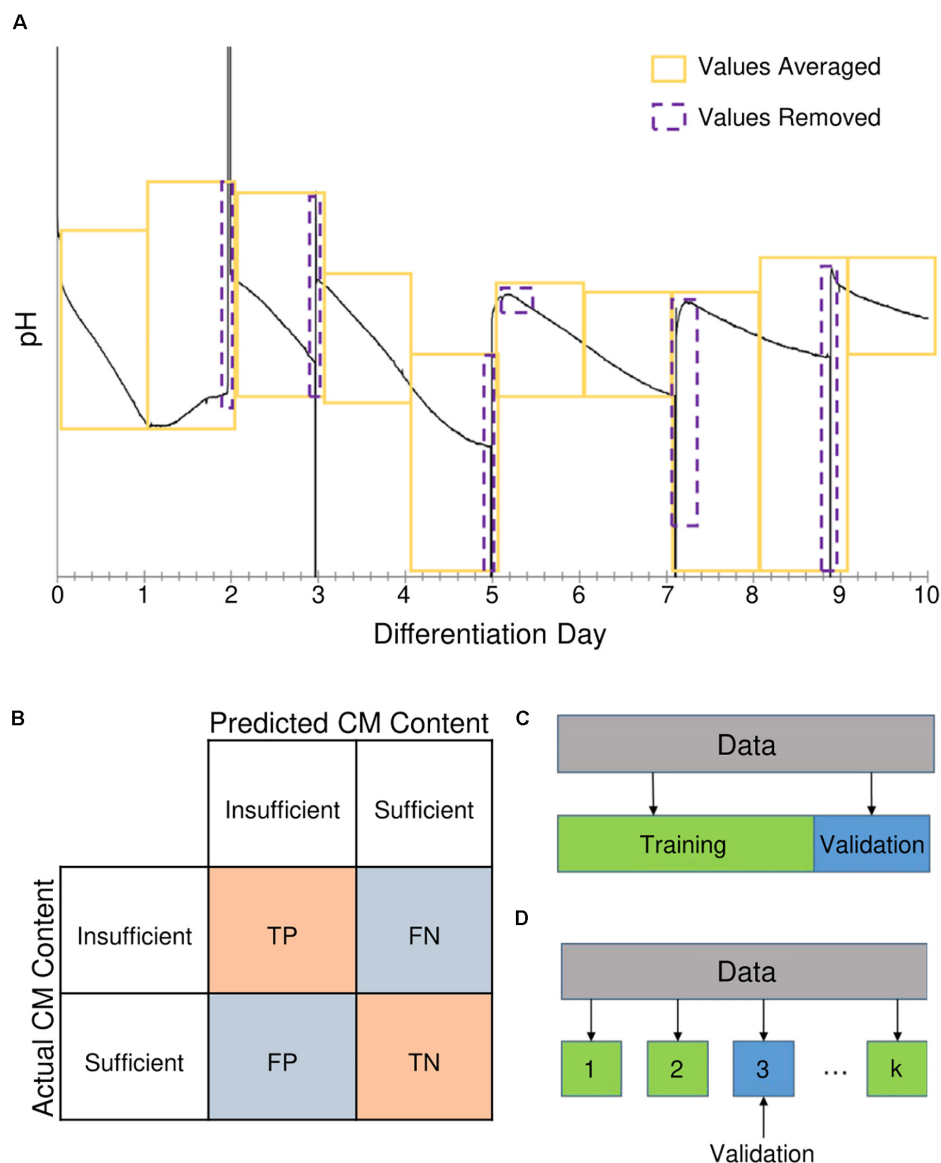 A
Values Averaged
Values Removed
pH
0 1 2 3 4 5 6 7 8 9 10
Differentiation Day
B
Predicted CM Content
Insufficient Sufficient
Actual CM Content
Insufficient TP FN
Sufficient FP TN
C
Data
Training Validation
D
Data
1 2 3 ... k
Validation